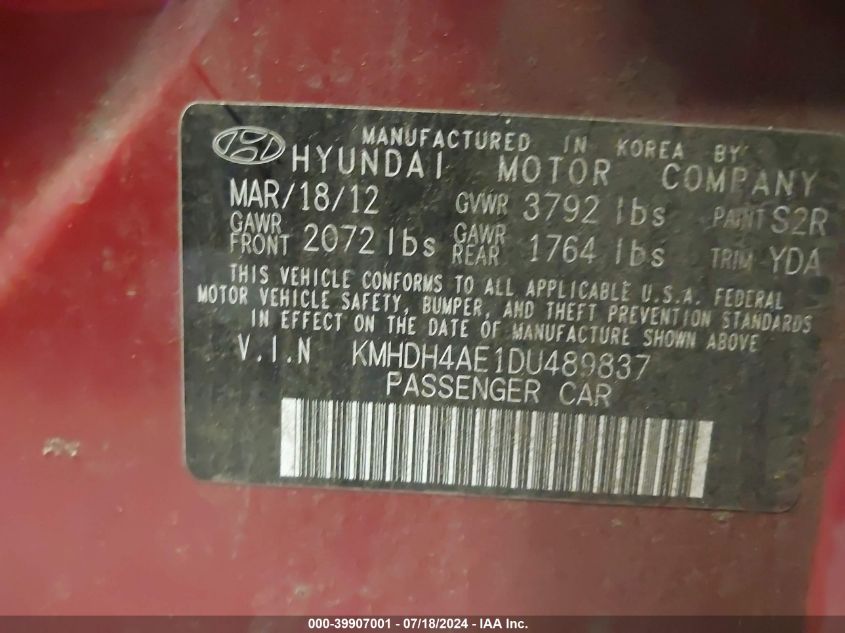 MANUFACTURED IN KOREA BY
HYUNDAI MOTOR COMPANY
MAR/18/12 GVWR 3792 lbs PAINT S2R
GAWR FRONT 2072 lbs GAWR REAR 1764 lbs TRIM YDA
THIS VEHICLE CONFORMS TO ALL APPLICABLE U.S.A. FEDERAL
MOTOR VEHICLE SAFETY, BUMPER, AND THEFT PREVENTION STANDARDS
IN EFFECT ON THE DATE OF MANUFACTURE SHOWN ABOVE
V.I.N KMHDH4AE1DU489837
PASSENGER CAR
000-39907001 - 07/18/2024 - IAA Inc.